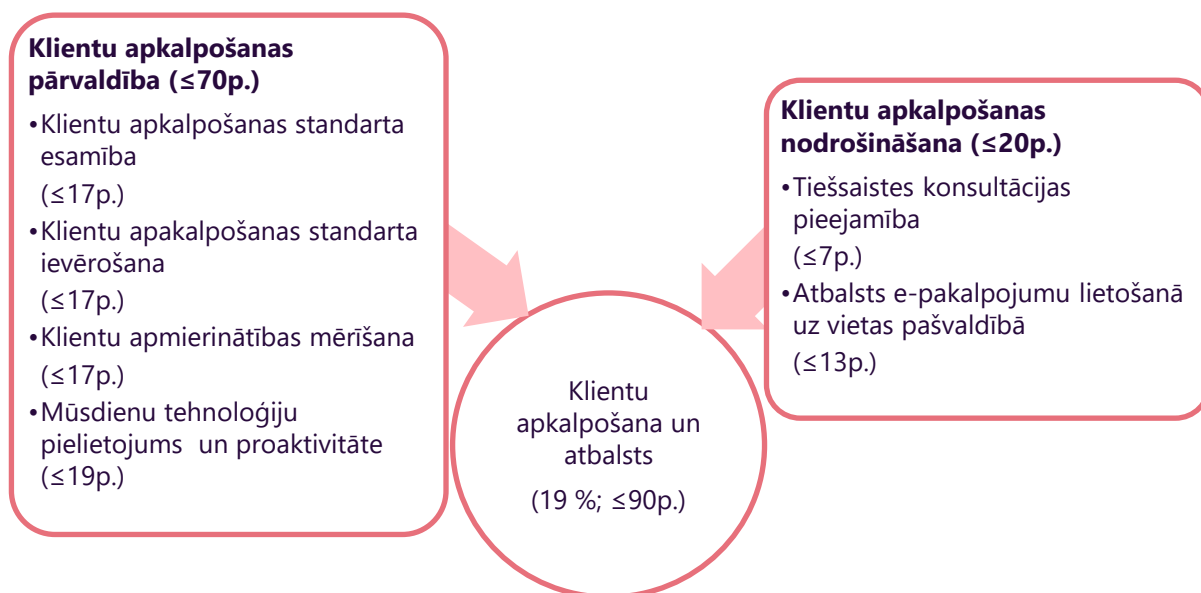 Klientu apkalpošanas
pārvaldība (≤70p.)
•Klientu apkalpošanas standarta
esamība
(≤17p.)
•Klientu apakalpošanas standarta
ievērošana
(≤17p.)
•Klientu apmierinātības mērīšana
(≤17p.)
•Mūsdienu tehnoloģiju
pielietojums un proaktivitāte
(≤19p.)
Klientu apkalpošanas
nodrošināšana (≤20p.)
•Tiešsaistes konsultācijas
pieejamība
(≤7p.)
•Atbalsts e-pakalpojumu lietošanā
uz vietas pašvaldībā
(≤13p.)
Klientu
apkalpošana un
atbalsts
(19 %; ≤90p.)